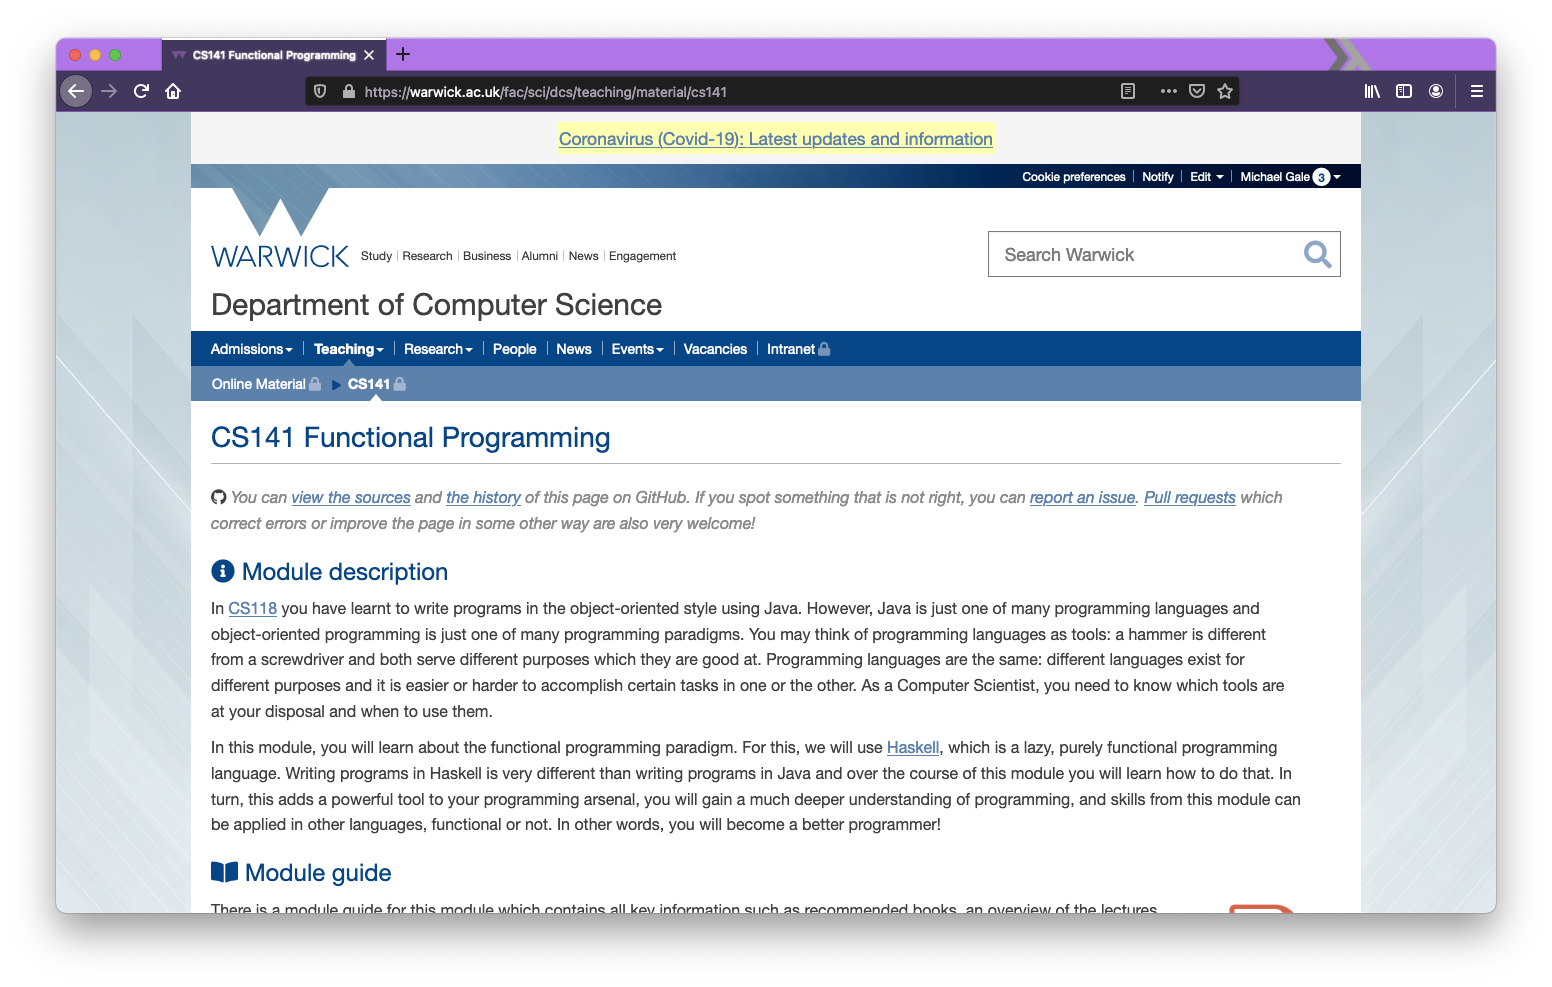 CS141 Functional Programming
https://warwick.ac.uk/fac/sci/dcs/teaching/material/cs141
Coronavirus (Covid-19): Latest updates and information
Cookie preferences Notify Edit Michael Gale 3
WARWICK Study Research Business Alumni News Engagement
Search Warwick
Department of Computer Science
Admissions Teaching Research People News Events Vacancies Intranet
Online Material CS141
CS141 Functional Programming
You can view the sources and the history of this page on GitHub. If you spot something that is not right, you can report an issue. Pull requests which
correct errors or improve the page in some other way are also very welcome!
Module description
In CS118 you have learnt to write programs in the object-oriented style using Java. However, Java is just one of many programming languages and
object-oriented programming is just one of many programming paradigms. You may think of programming languages as tools: a hammer is different
from a screwdriver and both serve different purposes which they are good at. Programming languages are the same: different languages exist for
different purposes and it is easier or harder to accomplish certain tasks in one or the other. As a Computer Scientist, you need to know which tools are
at your disposal and when to use them.
In this module, you will learn about the functional programming paradigm. For this, we will use Haskell, which is a lazy, purely functional programming
language. Writing programs in Haskell is very different than writing programs in Java and over the course of this module you will learn how to do that. In
turn, this adds a powerful tool to your programming arsenal, you will gain a much deeper understanding of programming, and skills from this module can
be applied in other languages, functional or not. In other words, you will become a better programmer!
Module guide
There is a module guide for this module which contains all key information such as recommended books, an overview of the lectures,